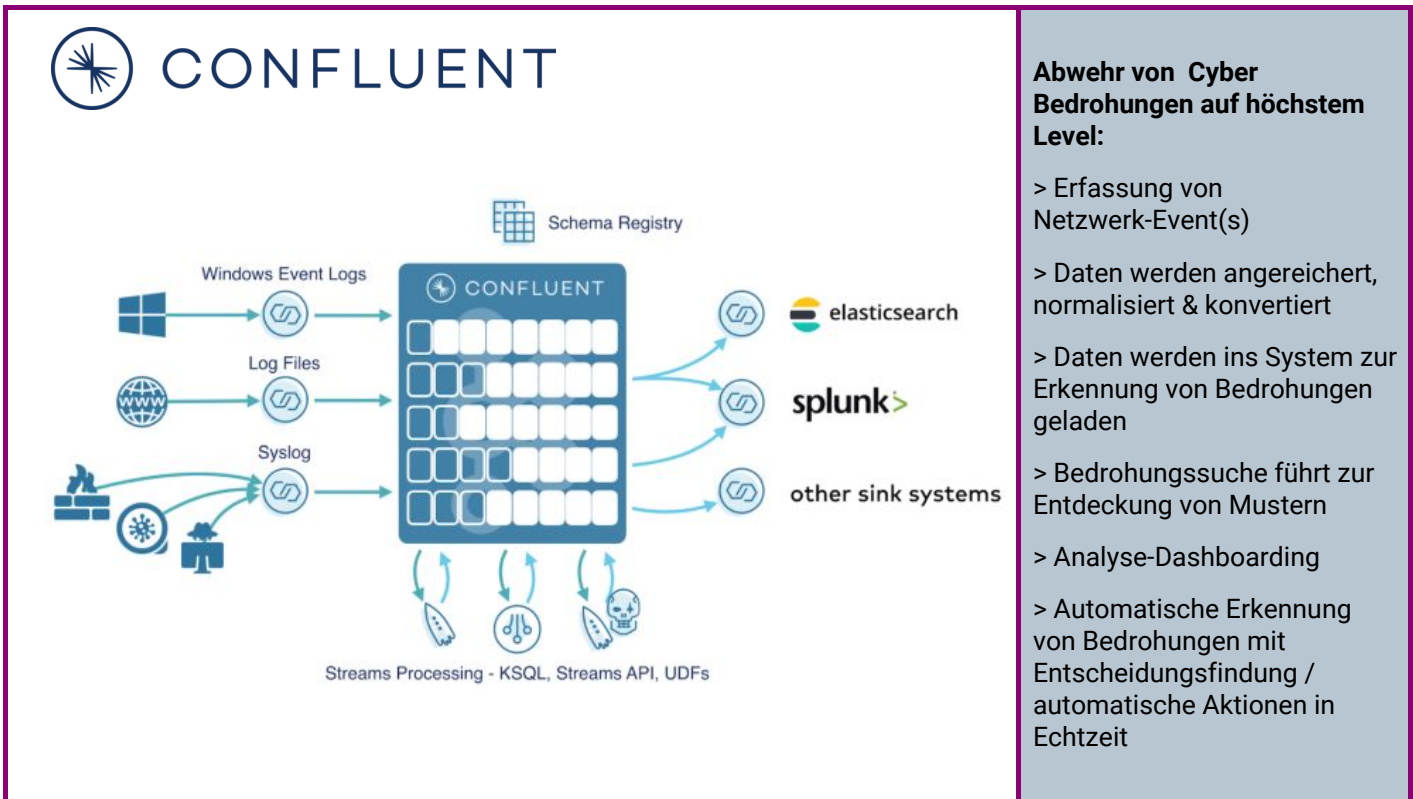 CONFLUENT
Schema Registry
Windows Event Logs
CONFLUENT
elasticsearch
Log Files
www
splunk>
Syslog
other sink systems
Streams Processing - KSQL, Streams API, UDFs
Abwehr von  Cyber
Bedrohungen auf höchstem
Level:
> Erfassung von
Netzwerk-Event(s)
> Daten werden angereichert,
normalisiert & konvertiert
> Daten werden ins System zur
Erkennung von Bedrohungen
geladen
> Bedrohungssuche führt zur
Entdeckung von Mustern
> Analyse-Dashboarding
> Automatische Erkennung
von Bedrohungen mit
Entscheidungsfindung /
automatische Aktionen in
Echtzeit